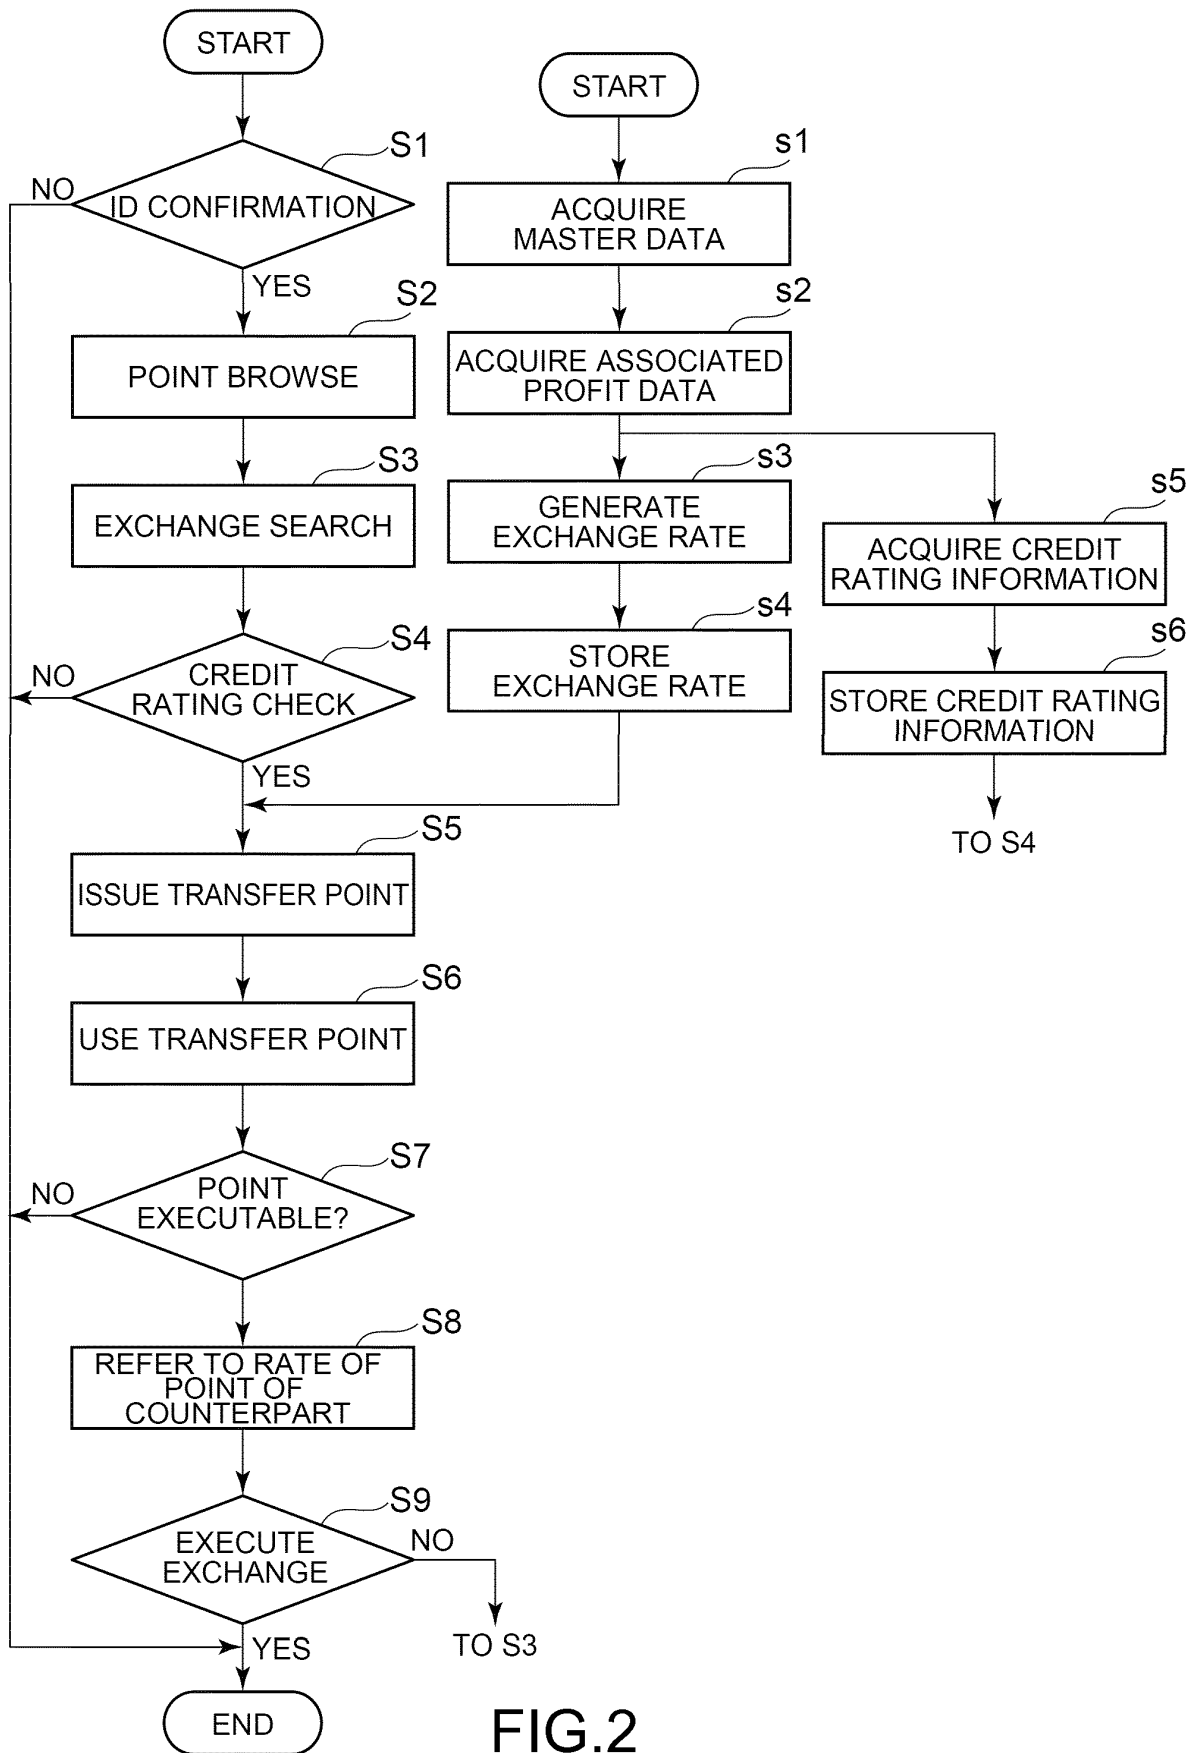 START
S1
NO
ID CONFIRMATION
YES
S2
POINT BROWSE
S3
EXCHANGE SEARCH
S4
NO
CREDIT
RATING CHECK
YES
S5
ISSUE TRANSFER POINT
S6
USE TRANSFER POINT
S7
NO
POINT
EXECUTABLE?
S8
REFER TO RATE OF
POINT OF
COUNTERPART
S9
EXECUTE
EXCHANGE
NO
TO S3
YES
END
START
s1
ACQUIRE
MASTER DATA
s2
ACQUIRE ASSOCIATED
PROFIT DATA
s3
GENERATE
EXCHANGE RATE
s4
STORE
EXCHANGE RATE
s5
ACQUIRE CREDIT
RATING INFORMATION
s6
STORE CREDIT RATING
INFORMATION
TO S4
FIG.2